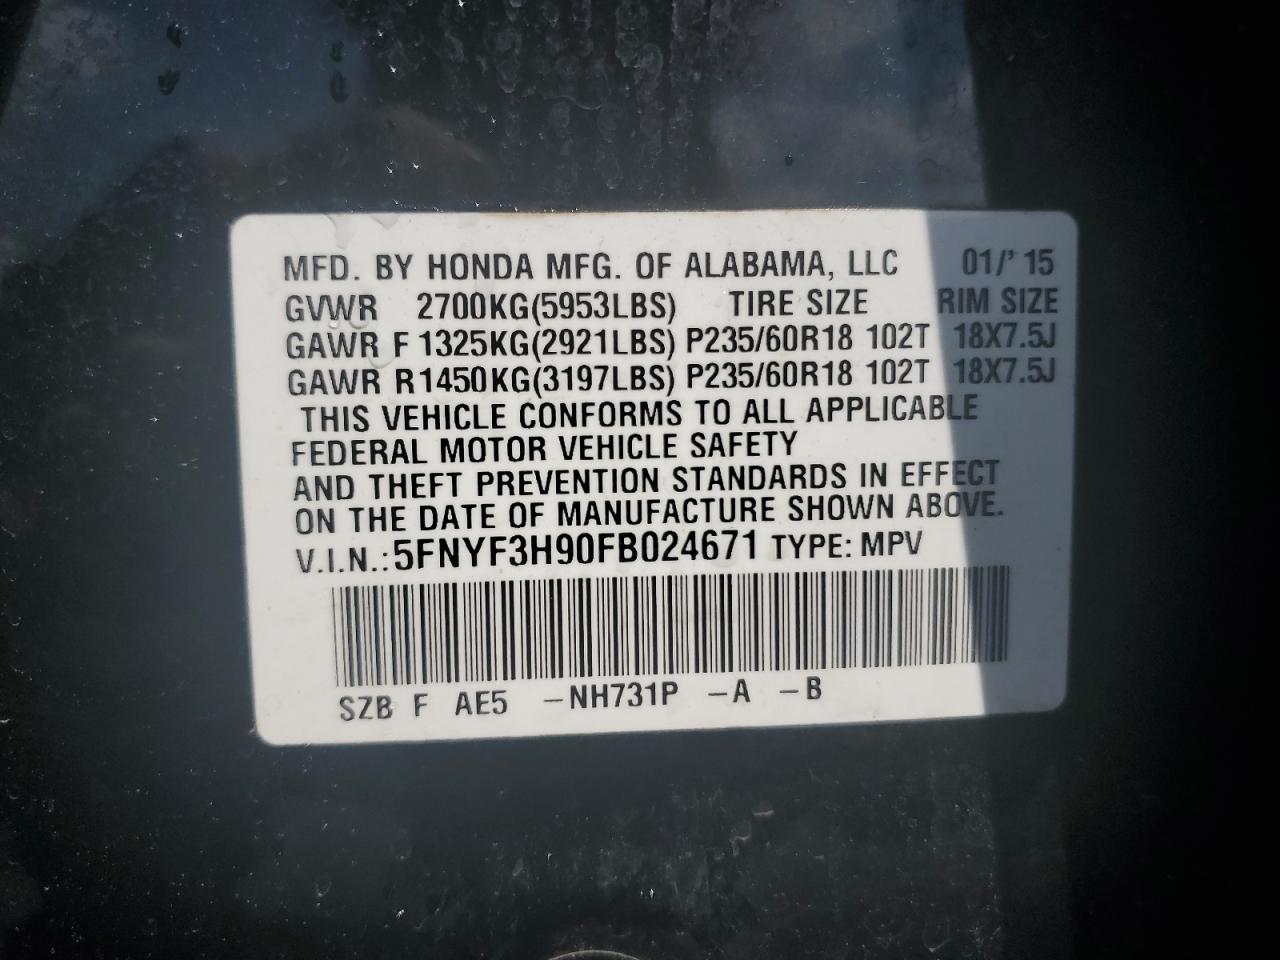 MFD. BY HONDA MFG. OF ALABAMA, LLC 01/'15
GVWR 2700KG(5953LBS) TIRE SIZE RIM SIZE
GAWR F 1325KG(2921LBS) P235/60R18 102T 18X7.5J
GAWR R 1450KG(3197LBS) P235/60R18 102T 18X7.5J
THIS VEHICLE CONFORMS TO ALL APPLICABLE
FEDERAL MOTOR VEHICLE SAFETY
AND THEFT PREVENTION STANDARDS IN EFFECT
ON THE DATE OF MANUFACTURE SHOWN ABOVE.
V.I.N.: 5FNYF3H90FB024671 TYPE: MPV
SZB F AE5 -NH731P -A -B